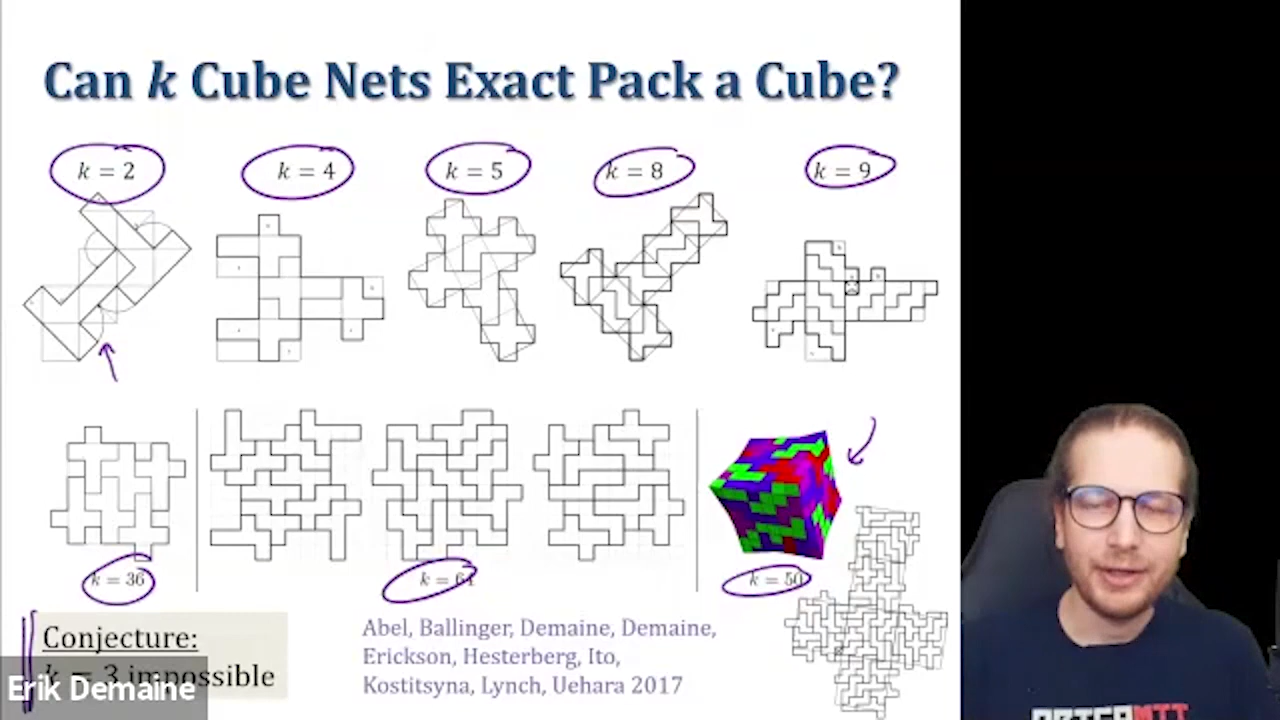 Can k Cube Nets Exact Pack a Cube?
k = 2
k = 4
k = 5
k = 8
k = 9
k = 36
k = 50
Conjecture:
k = 3 impossible
Abel, Ballinger, Demaine, Demaine,
Erickson, Hesterberg, Ito,
Kostitsyna, Lynch, Uehara 2017
Erik Demaine